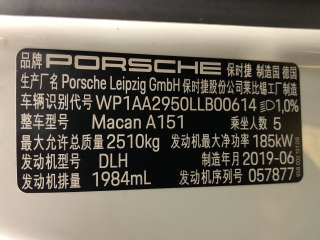 品牌 PORSCHE 保时捷 制造国 德国
生产厂名 Porsche Leipzig GmbH 保时捷股份公司莱比锡工厂制造
车辆识别代号 WP1AA2950LLB00614 1,0%
整车型号 Macan A151 乘坐人数 5
最大允许总质量 2510kg 发动机最大净功率 185kW
发动机型号 DLH 制造年月 2019-06
发动机排量 1984mL 发动机序列号 057877